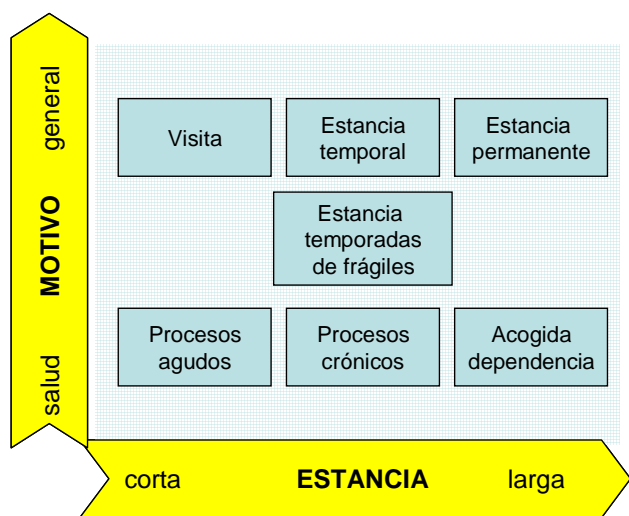 general
MOTIVO
salud
Visita
Estancia
temporal
Estancia
permanente
Estancia
temporadas
de frágiles
Procesos
agudos
Procesos
crónicos
Acogida
dependencia
corta
ESTANCIA
larga